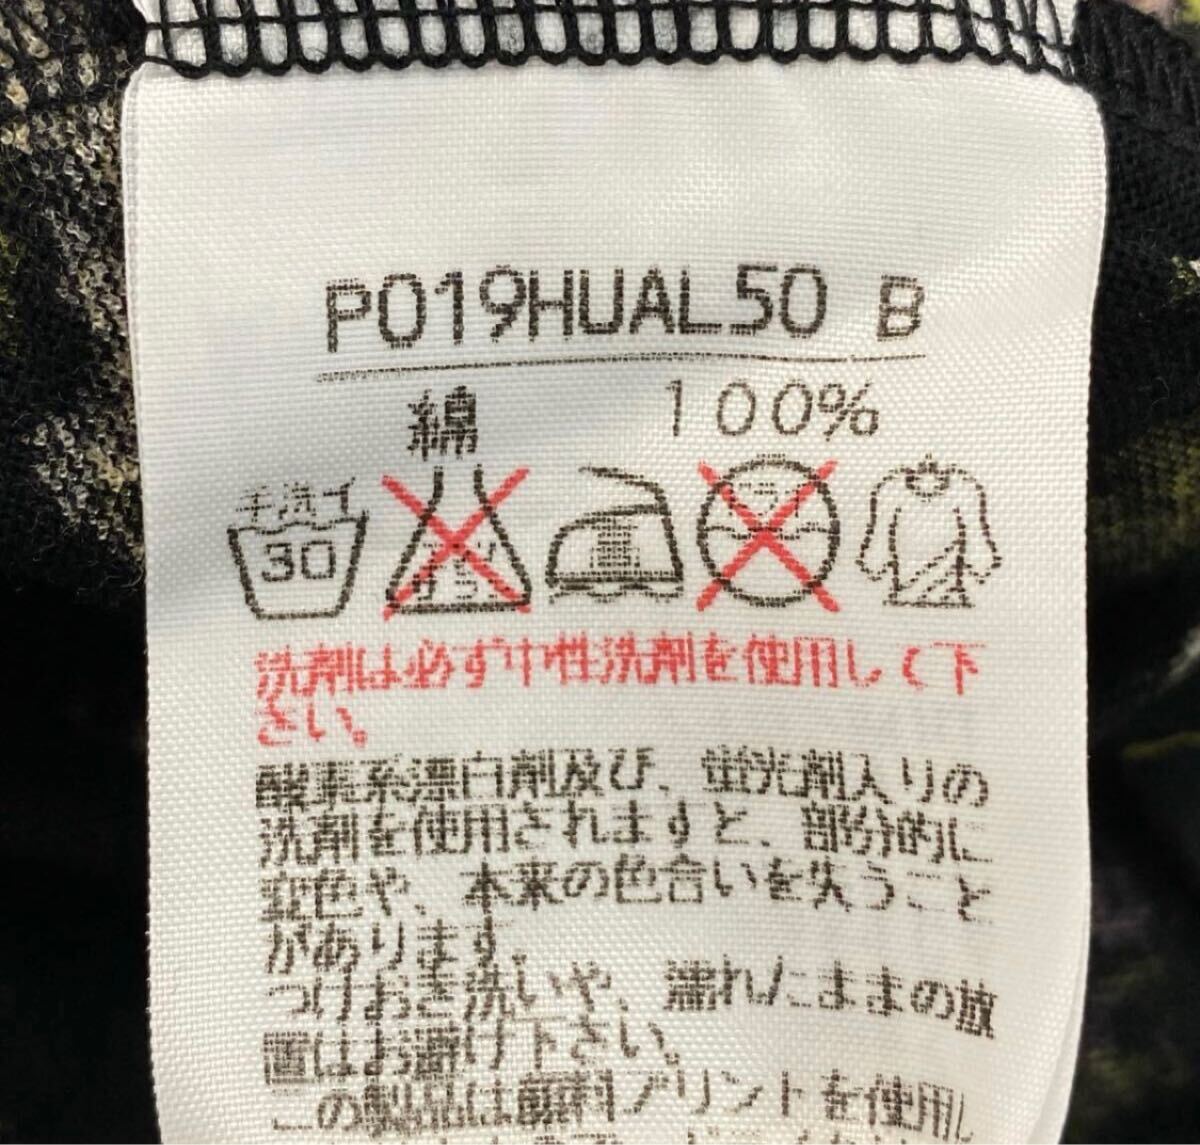 P019HUAL50 B
綿 100%
手洗イ
30
洗剤は必ず中性洗剤を使用して下
さい。
酸素系漂白剤及び、蛍光剤入りの
洗剤を使用されますと、部分的に
変色や、本来の色合いを失うこと
があります。
つけおき洗いや、濡れたままの放
置はお避け下さい。
この製品は顔料プリントを使用し